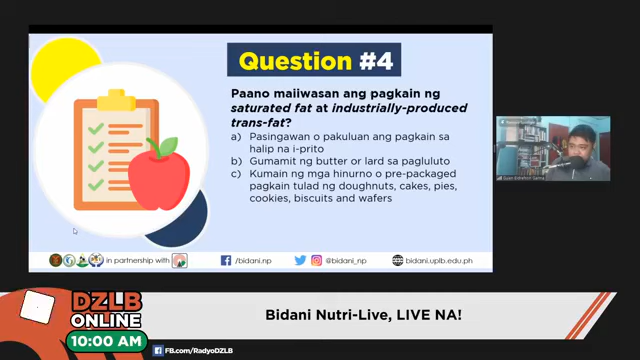 Question #4
Paano maiiwasan ang pagkain ng
saturated fat at industrially-produced
trans-fat?
a) Pasingawan o pakuluan ang pagkain sa
halip na i-prito
b) Gumamit ng butter or lard sa pagluluto
c) Kumain ng mga hinurno o pre-packaged
pagkain tulad ng doughnuts, cakes, pies,
cookies, biscuits and wafers
in partnership with
/bidani.np
@bidani_np
bidani.uplb.edu.ph
DZLB
ONLINE
10:00 AM
Bidani Nutri-Live, LIVE NA!
FB.com/RadyoDZLB